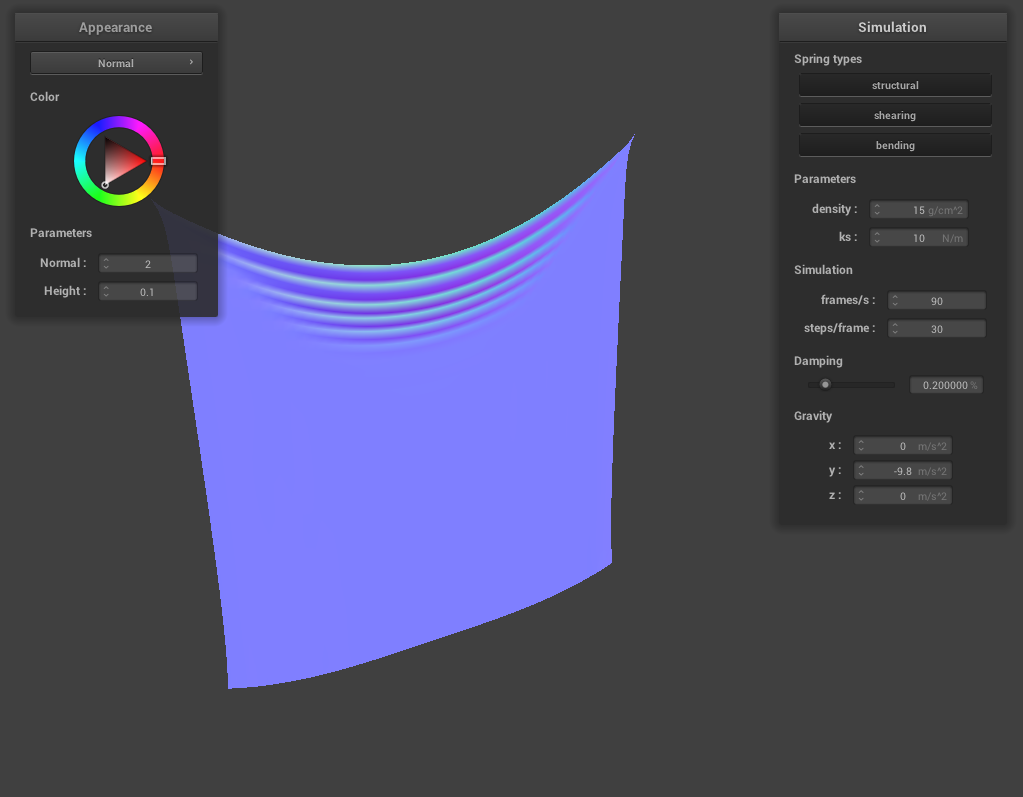 Appearance
Normal
Color
Parameters
Normal : 2
Height : 0.1
Simulation
Spring types
structural
shearing
bending
Parameters
density : 15 g/cm^2
ks : 10 N/m
Simulation
frames/s : 90
steps/frame : 30
Damping
0.200000 %
Gravity
x : 0 m/s^2
y : -9.8 m/s^2
z : 0 m/s^2